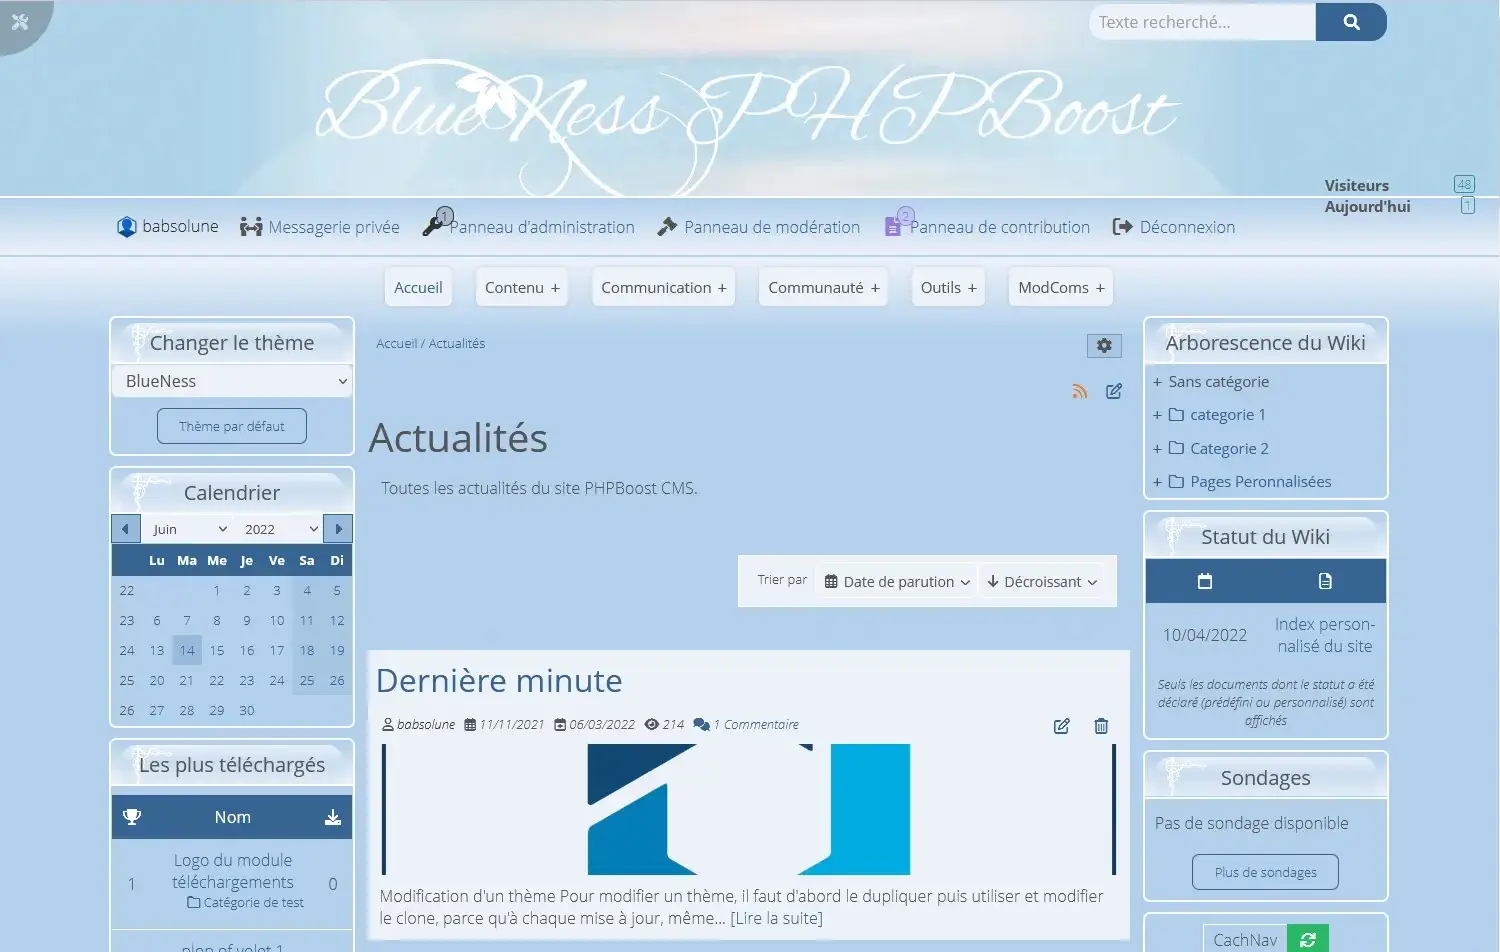 Texte recherché...
BlueNess PHPBoost
Visiteurs 48
Aujourd'hui 1
babsolune Messagerie privée 1 Panneau d'administration Panneau de modération 2 Panneau de contribution Déconnexion
Accueil Contenu + Communication + Communauté + Outils + ModComs +
Changer le thème
BlueNess
Thème par défaut
Calendrier
Juin 2022
Lu Ma Me Je Ve Sa Di
22 1 2 3 4 5
23 6 7 8 9 10 11 12
24 13 14 15 16 17 18 19
25 20 21 22 23 24 25 26
26 27 28 29 30
Les plus téléchargés
Nom
1 Logo du module
téléchargements 0
Catégorie de test
Accueil / Actualités
Actualités
Toutes les actualités du site PHPBoost CMS.
Trier par Date de parution Décroissant
Dernière minute
babsolune 11/11/2021 06/03/2022 214 1 Commentaire
Modification d'un thème Pour modifier un thème, il faut d'abord le dupliquer puis utiliser et modifier
le clone, parce qu'à chaque mise à jour, même... [Lire la suite]
Arborescence du Wiki
+ Sans catégorie
+ categorie 1
+ Categorie 2
+ Pages Peronnalisées
Statut du Wiki
10/04/2022 Index person-
nalisé du site
Seuls les documents dont le statut a été
déclaré (prédéfini ou personnalisé) sont
affichés
Sondages
Pas de sondage disponible
Plus de sondages
CachNav